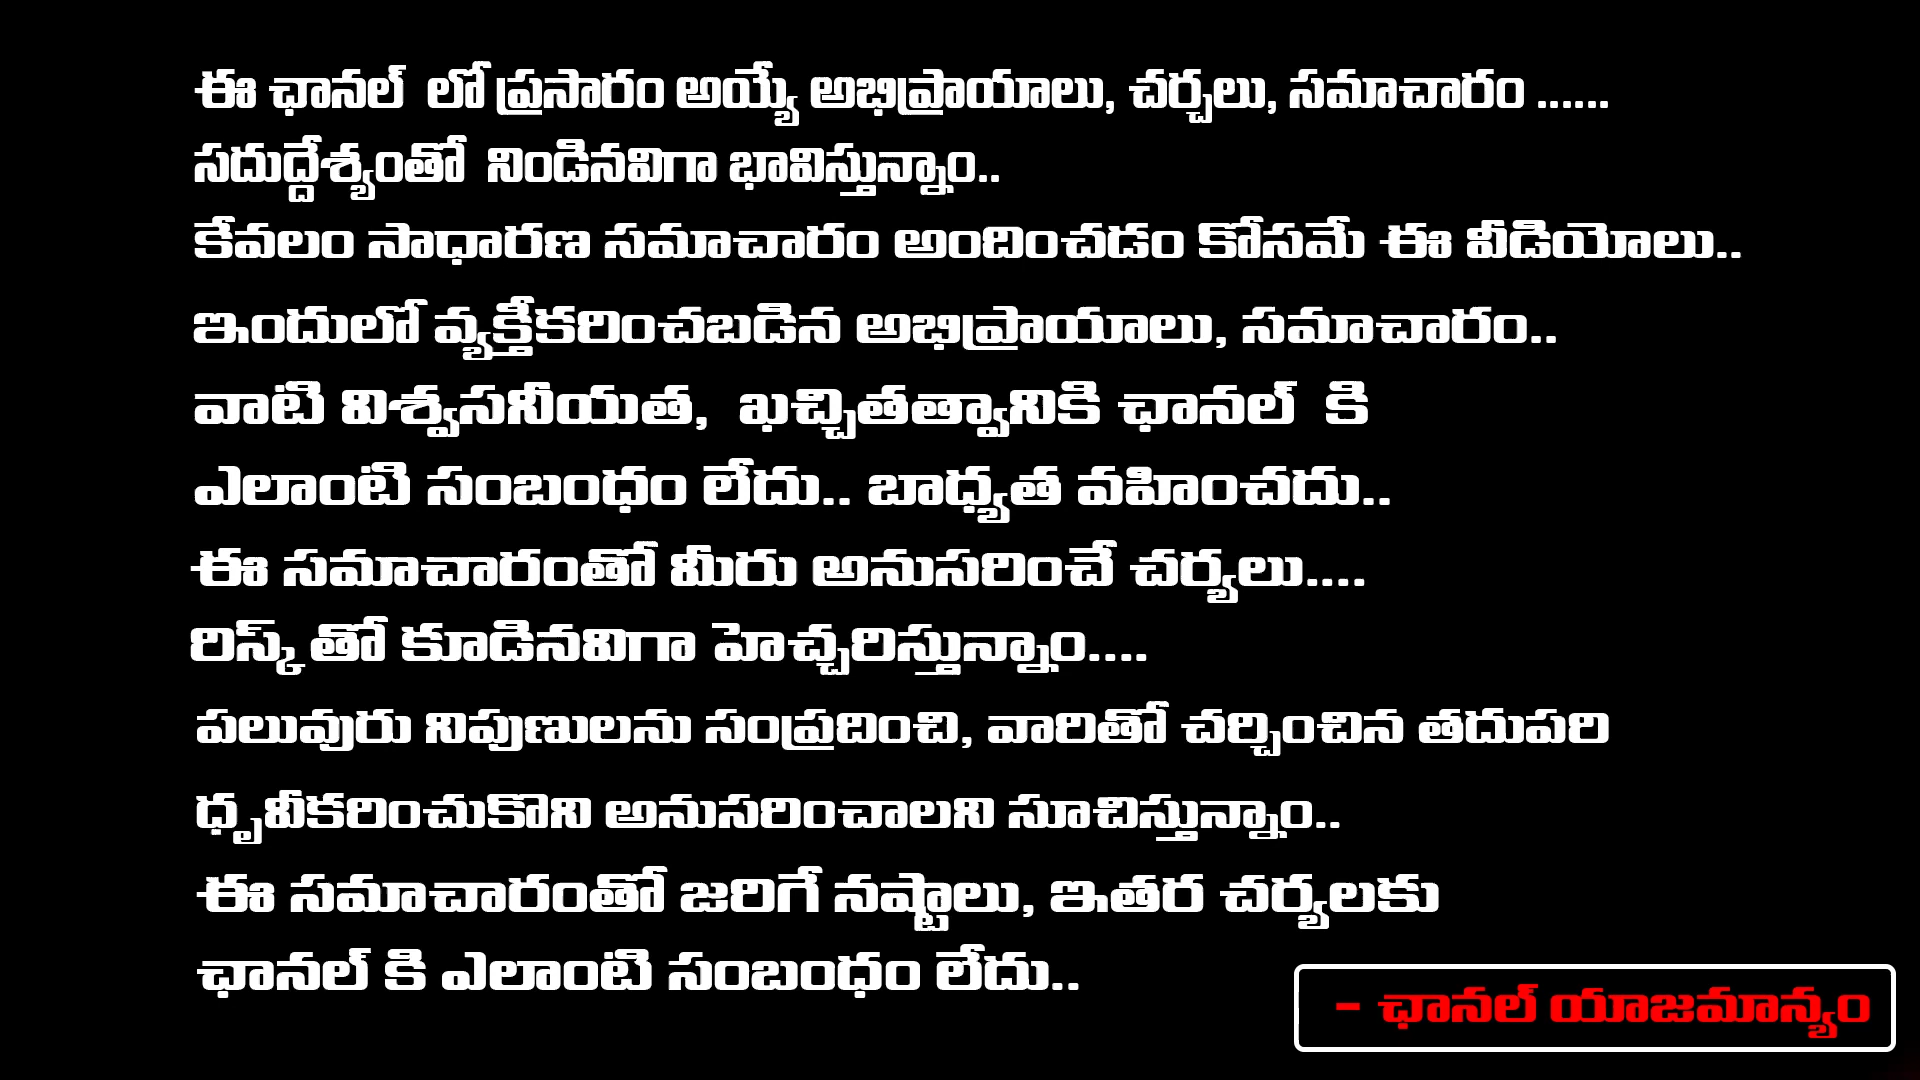 ఈ ఛానల్ లో ప్రసారం అయ్యే అభిప్రాయాలు, చర్చలు, సమాచారం ......
సదుద్దేశ్యంతో నిండినవిగా భావిస్తున్నాం..
కేవలం సాధారణ సమాచారం అందించడం కోసమే ఈ వీడియోలు..
ఇందులో వ్యక్తీకరించబడిన అభిప్రాయాలు, సమాచారం..
వాటి విశ్వసనీయత, ఖచ్చితత్వానికి ఛానల్ కి
ఎలాంటి సంబంధం లేదు.. బాధ్యత వహించదు..
ఈ సమాచారంతో మీరు అనుసరించే చర్యలు....
రిస్క్ తో కూడినవిగా హెచ్చరిస్తున్నాం....
పలువురు నిపుణులను సంప్రదించి, వారితో చర్చించిన తదుపరి
ధృవీకరించుకొని అనుసరించాలని సూచిస్తున్నాం..
ఈ సమాచారంతో జరిగే నష్టాలు, ఇతర చర్యలకు
ఛానల్ కి ఎలాంటి సంబంధం లేదు..
- ఛానల్ యాజమాన్యం